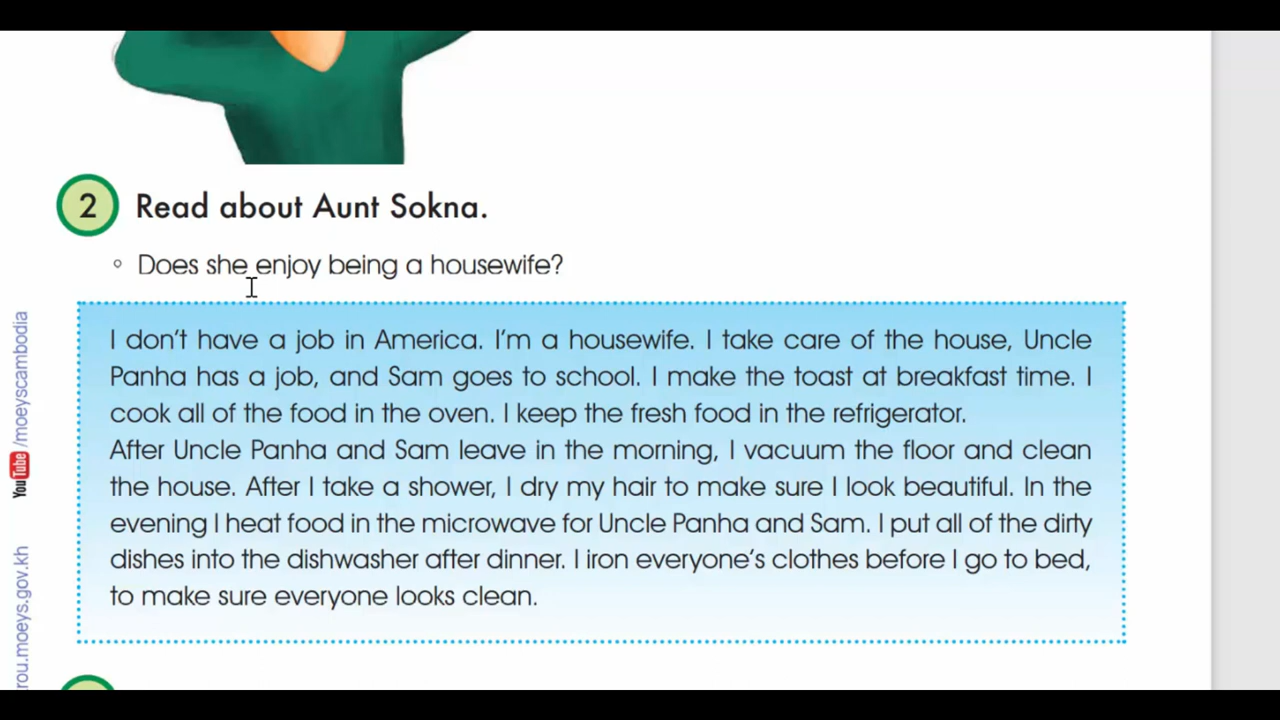 2 Read about Aunt Sokna.
Does she enjoy being a housewife?
I don't have a job in America. I'm a housewife. I take care of the house, Uncle
Panha has a job, and Sam goes to school. I make the toast at breakfast time. I
cook all of the food in the oven. I keep the fresh food in the refrigerator.
After Uncle Panha and Sam leave in the morning, I vacuum the floor and clean
the house. After I take a shower, I dry my hair to make sure I look beautiful. In the
evening I heat food in the microwave for Uncle Panha and Sam. I put all of the dirty
dishes into the dishwasher after dinner. I iron everyone's clothes before I go to bed,
to make sure everyone looks clean.
YouTube /moeyscambodia
rou.moeys.gov.kh